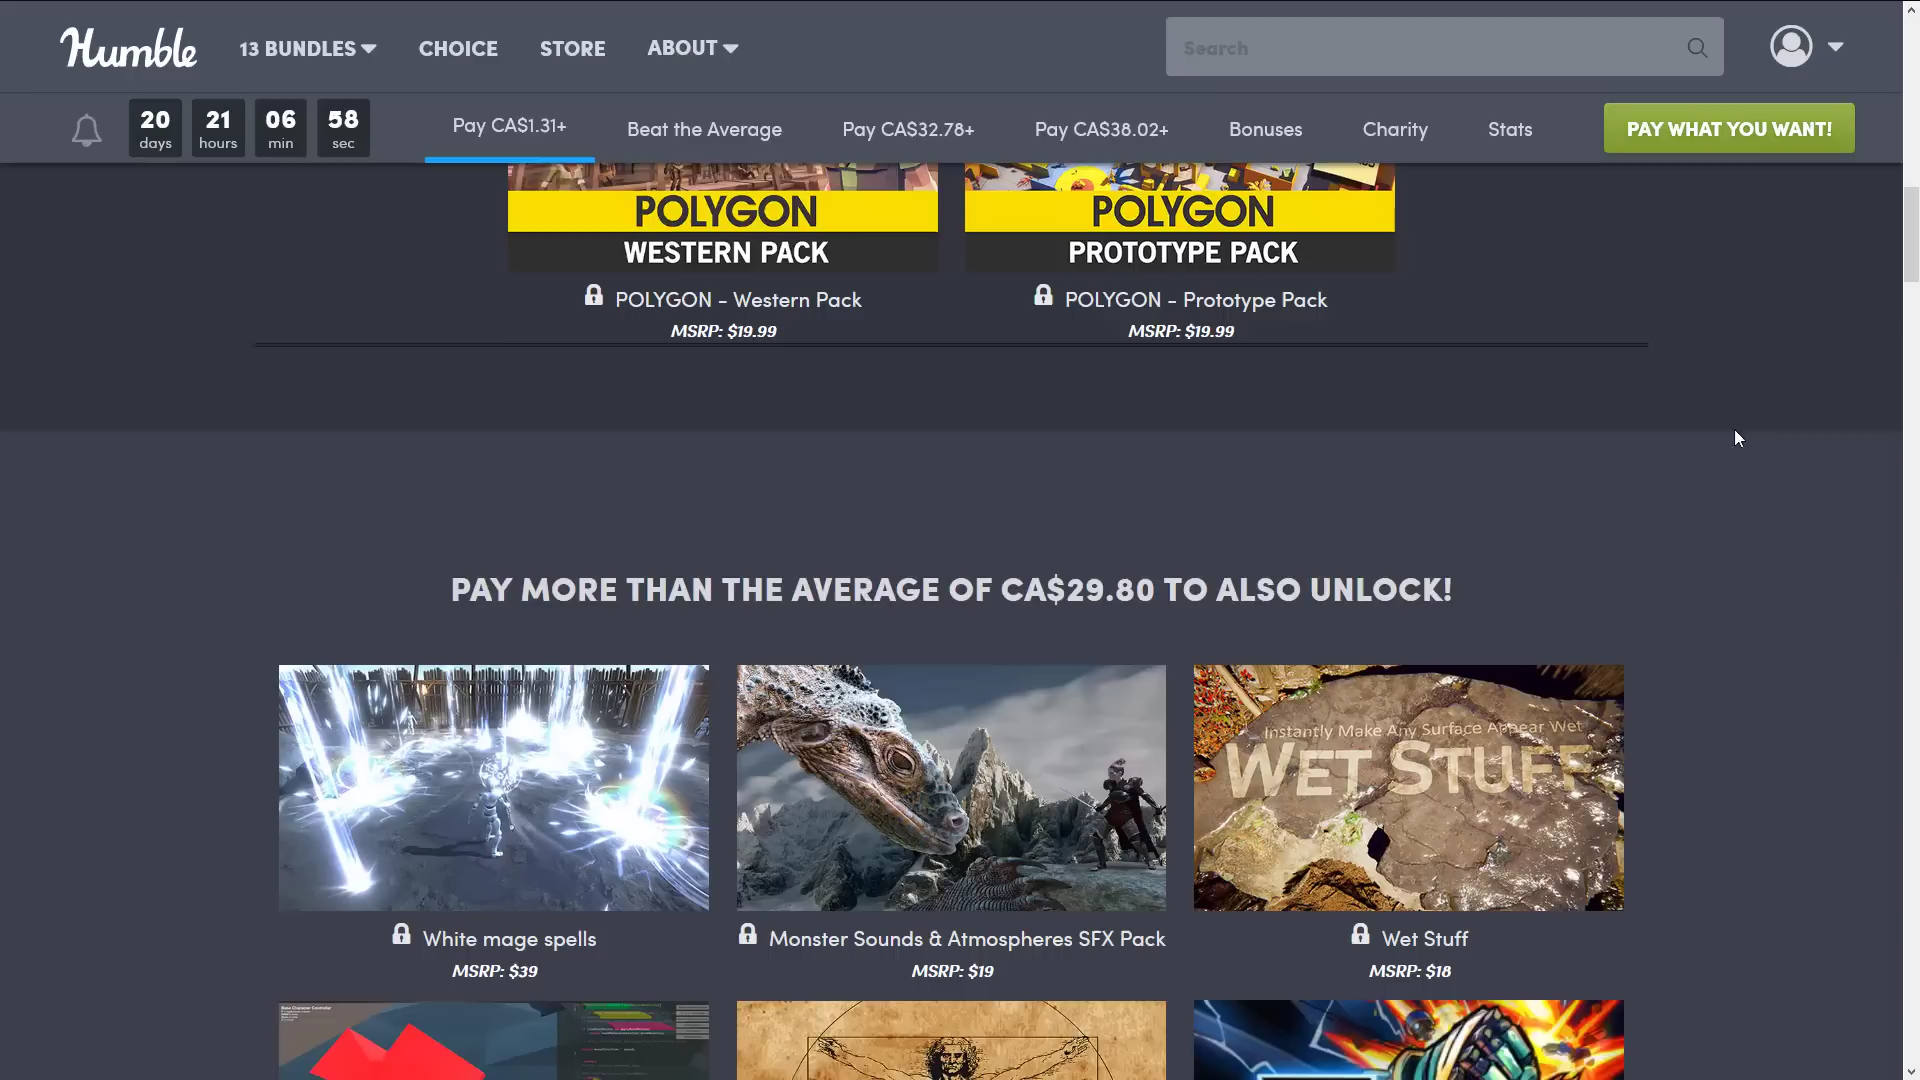 Humble
13 BUNDLES
CHOICE
STORE
ABOUT
Search
20 days
21 hours
06 min
58 sec
Pay CA$1.31+
Beat the Average
Pay CA$32.78+
Pay CA$38.02+
Bonuses
Charity
Stats
PAY WHAT YOU WANT!
POLYGON
WESTERN PACK
POLYGON
PROTOTYPE PACK
POLYGON - Western Pack
MSRP: $19.99
POLYGON - Prototype Pack
MSRP: $19.99
PAY MORE THAN THE AVERAGE OF CA$29.80 TO ALSO UNLOCK!
Instantly Make Any Surface Appear Wet
WET STUFF
White mage spells
MSRP: $39
Monster Sounds & Atmospheres SFX Pack
MSRP: $19
Wet Stuff
MSRP: $18